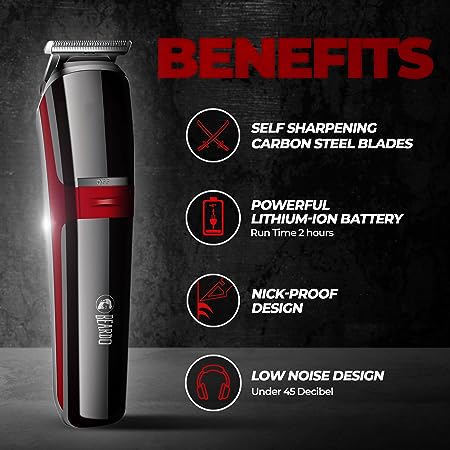 BENEFITS
SELF SHARPENING
CARBON STEEL BLADES
POWERFUL
LITHIUM-ION BATTERY
Run Time 2 hours
NICK-PROOF
DESIGN
LOW NOISE DESIGN
Under 45 Decibel
BEARDO